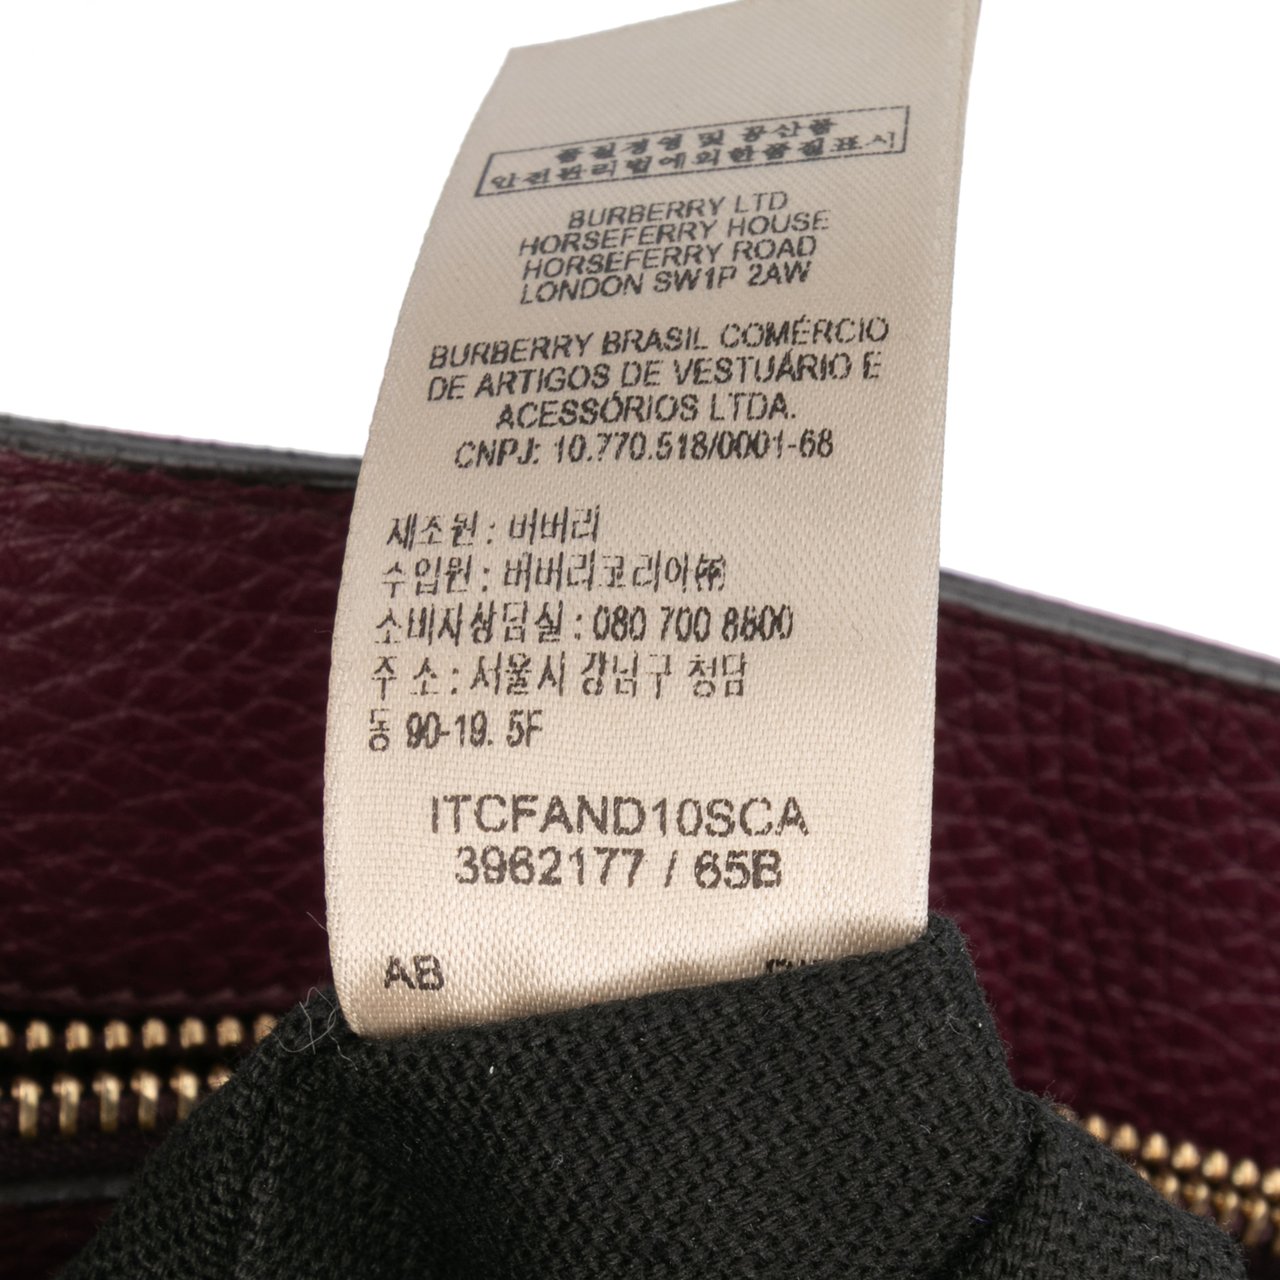 품질경영 및 공산품
안전관리법에의한품질표시
BURBERRY LTD
HORSEFERRY HOUSE
HORSEFERRY ROAD
LONDON SW1P 2AW
BURBERRY BRASIL COMÉRCIO
DE ARTIGOS DE VESTUÁRIO E
ACESSÓRIOS LTDA.
CNPJ: 10.770.518/0001-68
제조원 : 버버리
수입원 : 버버리코리아㈜
소비자상담실 : 080 700 8800
주 소 : 서울시 강남구 청담
동 90-19. 5F
ITCFAND10SCA
3962177 / 65B
AB